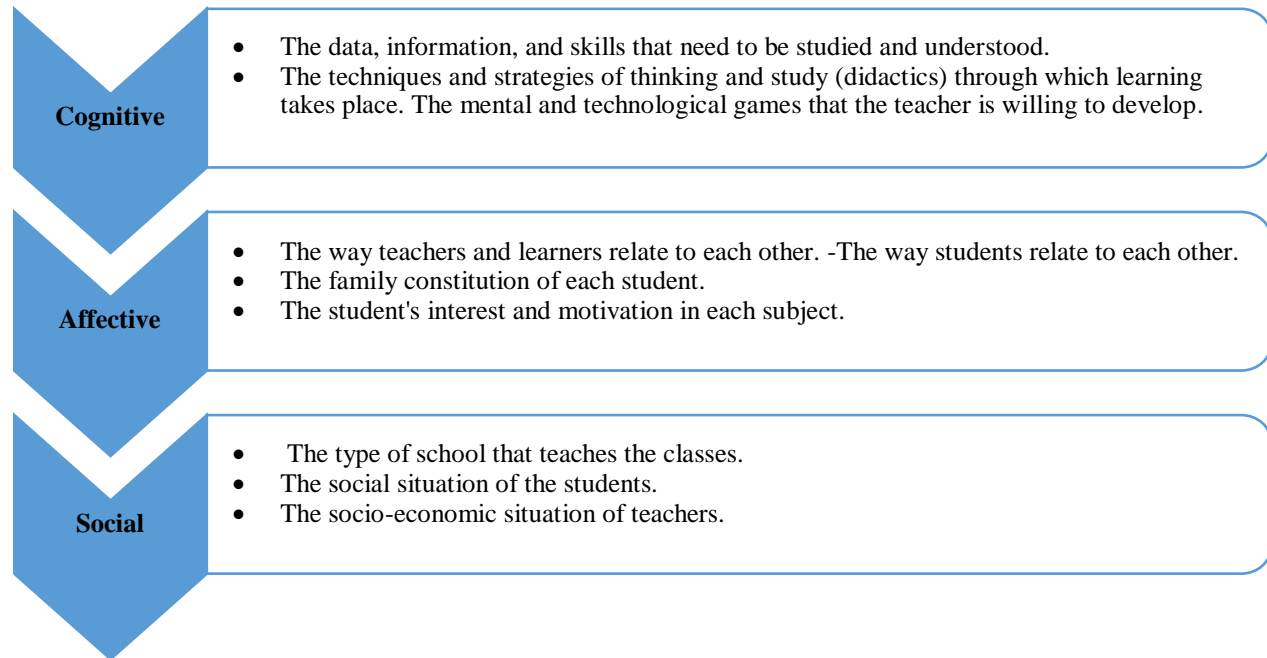 Cognitive
• The data, information, and skills that need to be studied and understood.
• The techniques and strategies of thinking and study (didactics) through which learning
takes place. The mental and technological games that the teacher is willing to develop.
Affective
• The way teachers and learners relate to each other. -The way students relate to each other.
• The family constitution of each student.
• The student's interest and motivation in each subject.
Social
• The type of school that teaches the classes.
• The social situation of the students.
• The socio-economic situation of teachers.